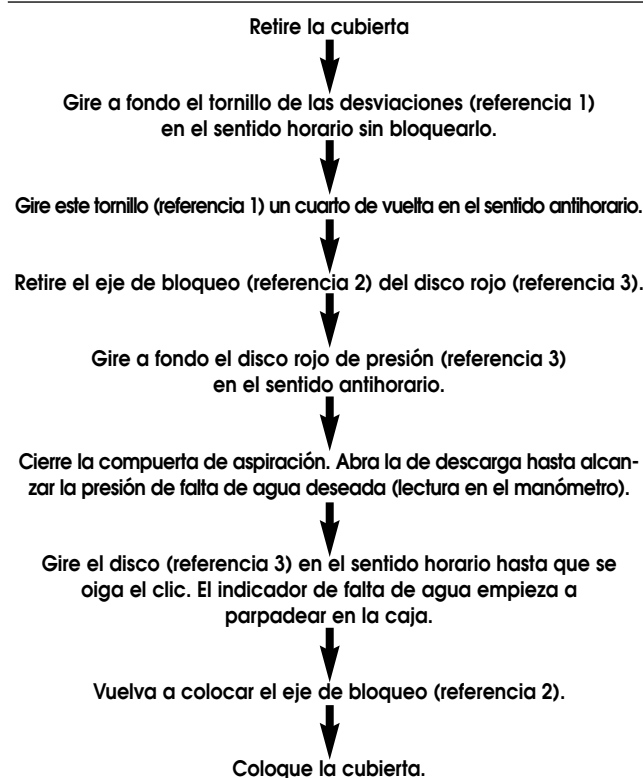 Retire la cubierta
Gire a fondo el tornillo de las desviaciones (referencia 1)
en el sentido horario sin bloquearlo.
Gire este tornillo (referencia 1) un cuarto de vuelta en el sentido antihorario.
Retire el eje de bloqueo (referencia 2) del disco rojo (referencia 3).
Gire a fondo el disco rojo de presión (referencia 3)
en el sentido antihorario.
Cierre la compuerta de aspiración. Abra la de descarga hasta alcan-
zar la presión de falta de agua deseada (lectura en el manómetro).
Gire el disco (referencia 3) en el sentido horario hasta que se
oiga el clic. El indicador de falta de agua empieza a
parpadear en la caja.
Vuelva a colocar el eje de bloqueo (referencia 2).
Coloque la cubierta.